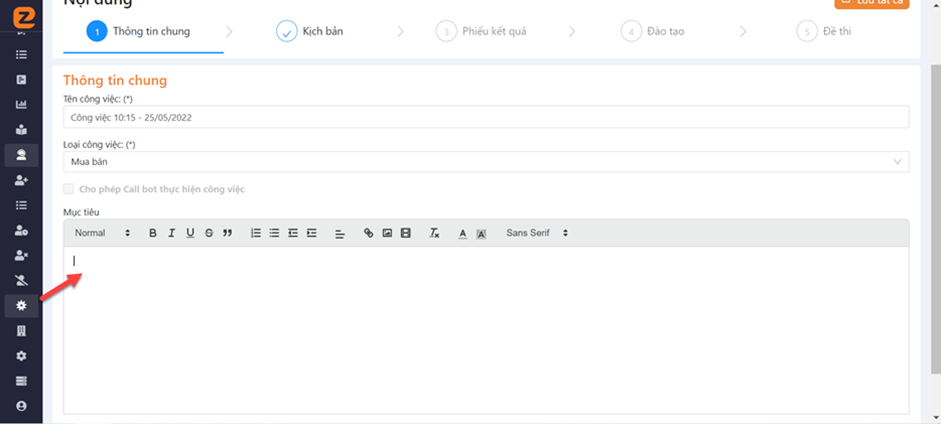 Nội dung
Lưu tất cả
1 Thông tin chung
Kịch bản
3 Phiếu kết quả
4 Đào tạo
5 Đề thi
Thông tin chung
Tên công việc: (*)
Công việc 10:15 - 25/05/2022
Loại công việc: (*)
Mua bán
Cho phép Call bot thực hiện công việc
Mục tiêu
Normal B I U S A A Sans Serif